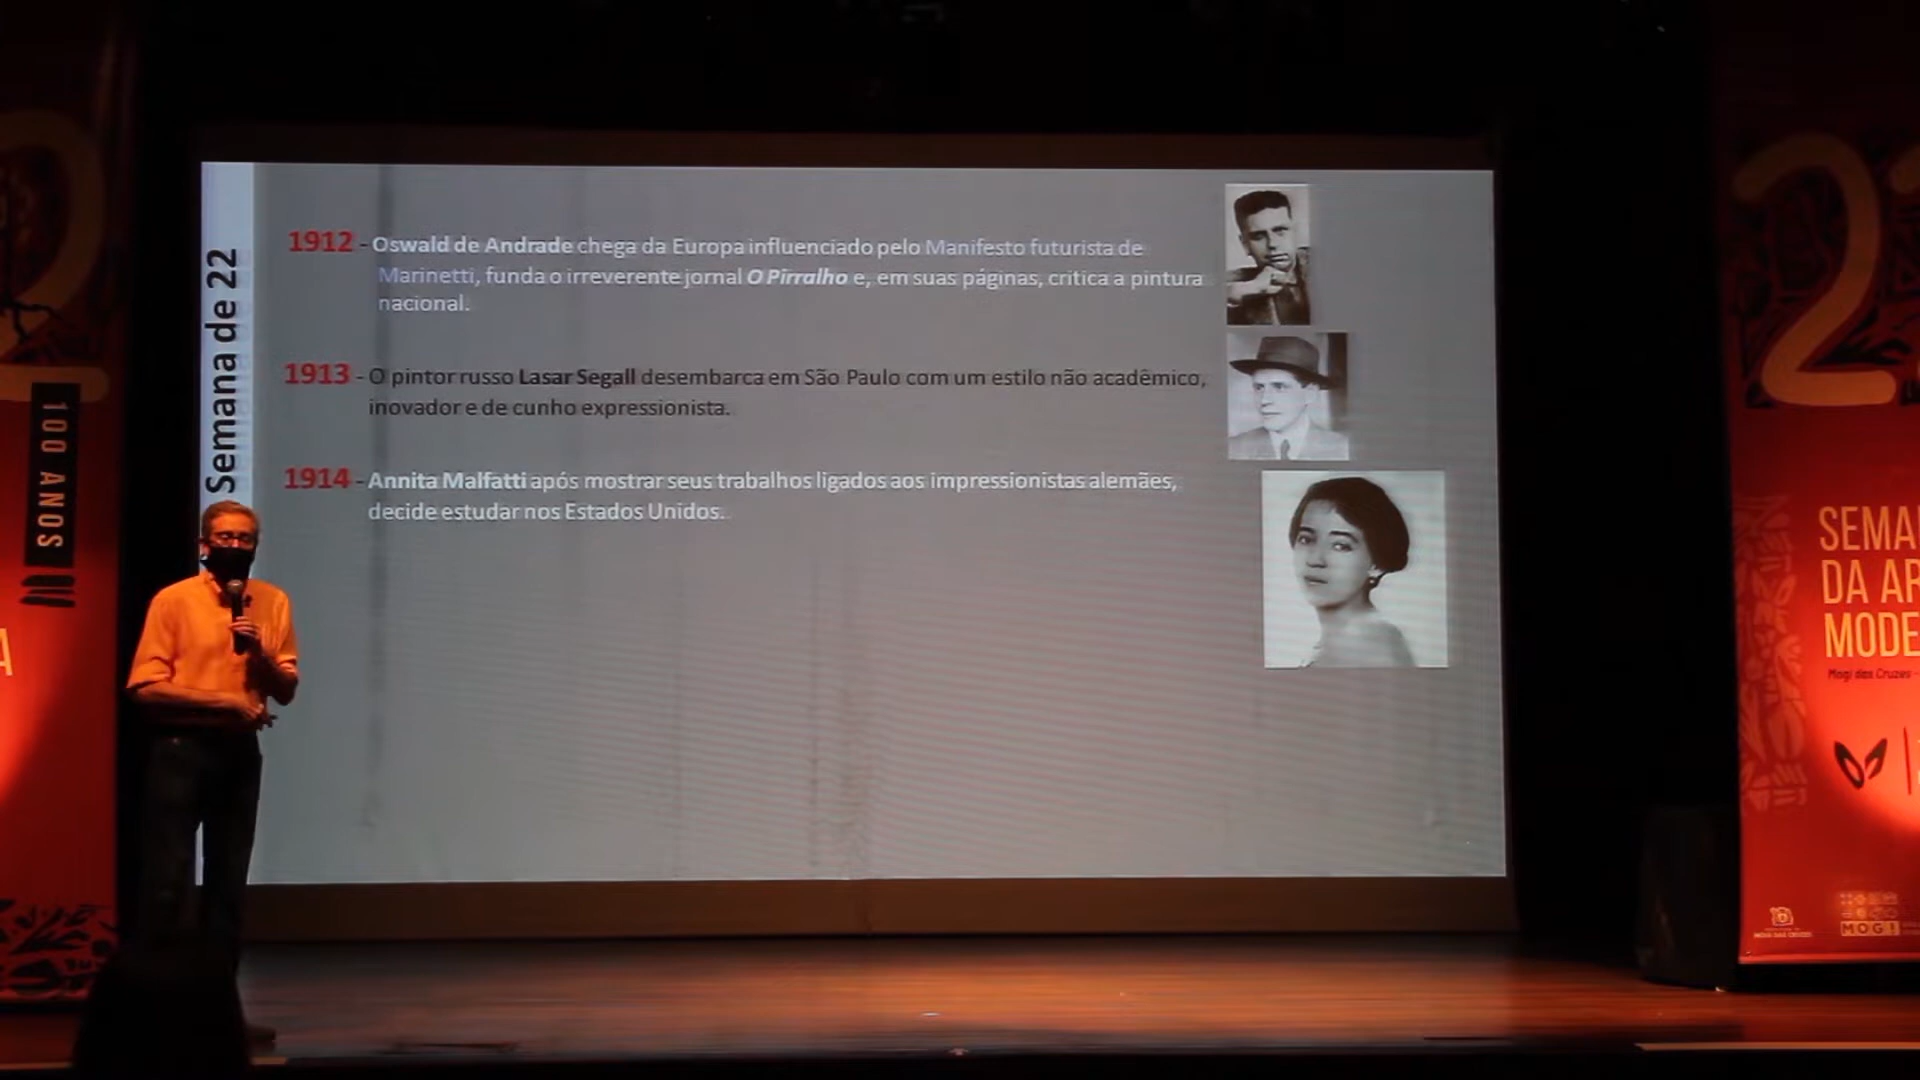 Semana de 22
1912 - Oswald de Andrade chega da Europa influenciado pelo Manifesto futurista de
Marinetti, funda o irreverente jornal O Pirralho e, em suas páginas, critica a pintura
nacional.
1913 - O pintor russo Lasar Segall desembarca em São Paulo com um estilo não acadêmico,
inovador e de cunho expressionista.
1914 - Annita Malfatti após mostrar seus trabalhos ligados aos impressionistas alemães,
decide estudar nos Estados Unidos.
2
100 ANOS
A
22
SEMA
DA AR
MODE
Mogi das Cruzes -
MOGI